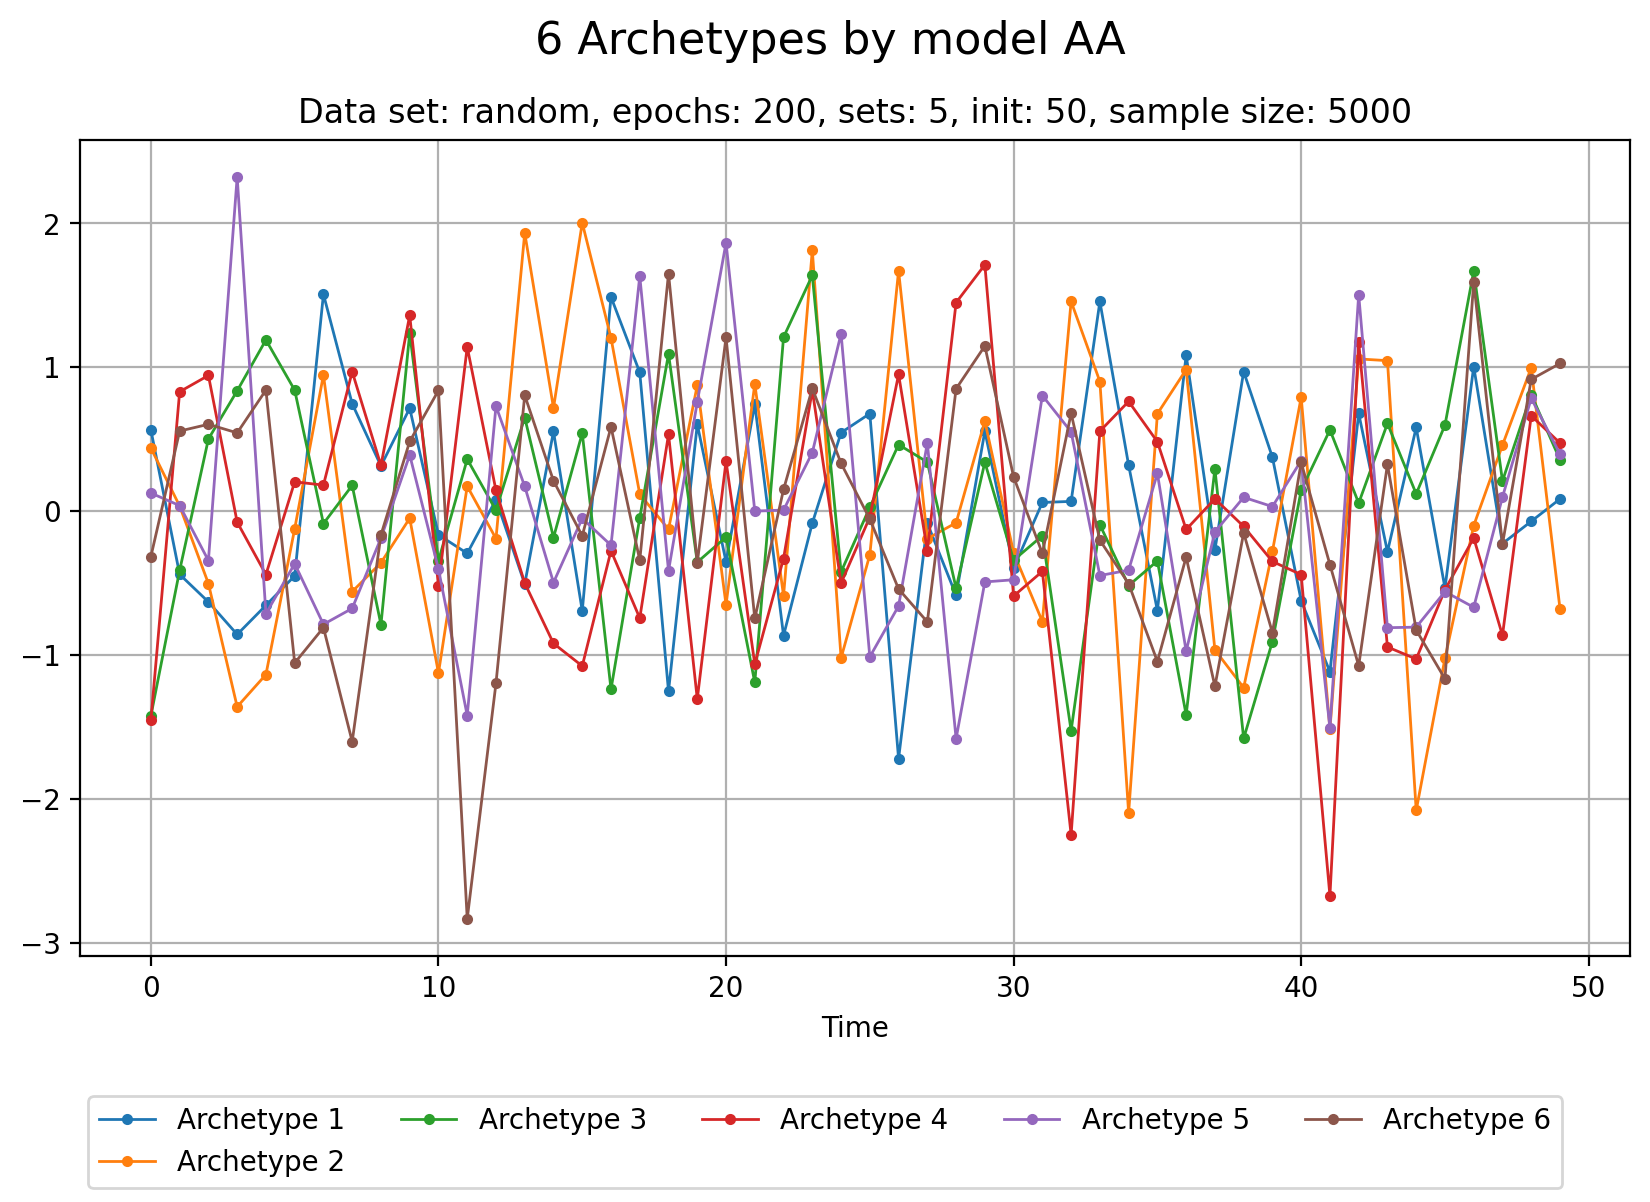 6 Archetypes by model AA
Data set: random, epochs: 200, sets: 5, init: 50, sample size: 5000
2
1
0
−1
−2
−3
0 10 20 30 40 50
Time
Archetype 1 Archetype 3 Archetype 4 Archetype 5 Archetype 6
Archetype 2